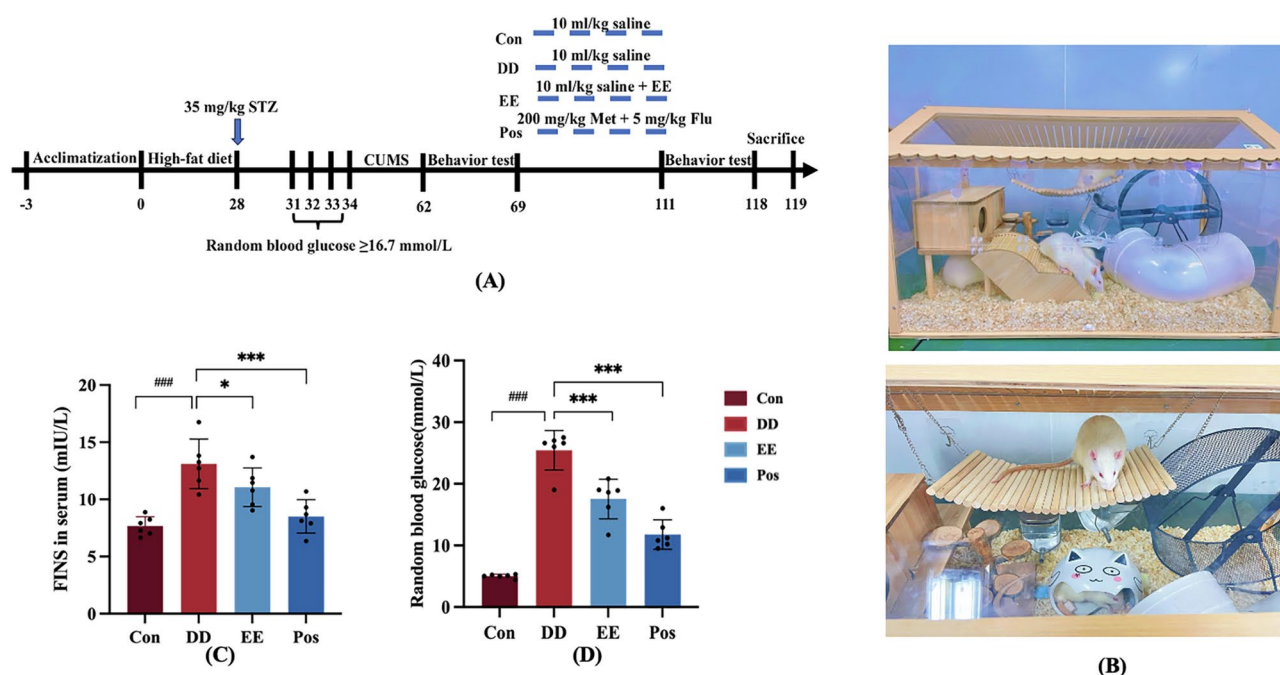 10 ml/kg saline
Con
10 ml/kg saline
DD
10 ml/kg saline + EE
EE
200 mg/kg Met + 5 mg/kg Flu
Pos
35 mg/kg STZ
Sacrifice
Acclimatization
High-fat diet
CUMS
Behavior test
Behavior test
-3
0
28
31
32
33
34
62
69
111
118
119
Random blood glucose ≥16.7 mmol/L
(A)
FINS in serum (mIU/L)
20
15
10
5
0
###
*
***
Con
DD
EE
Pos
(C)
Random blood glucose(mmol/L)
40
30
20
10
0
###
***
***
Con
DD
EE
Pos
(D)
Con
DD
EE
Pos
(B)